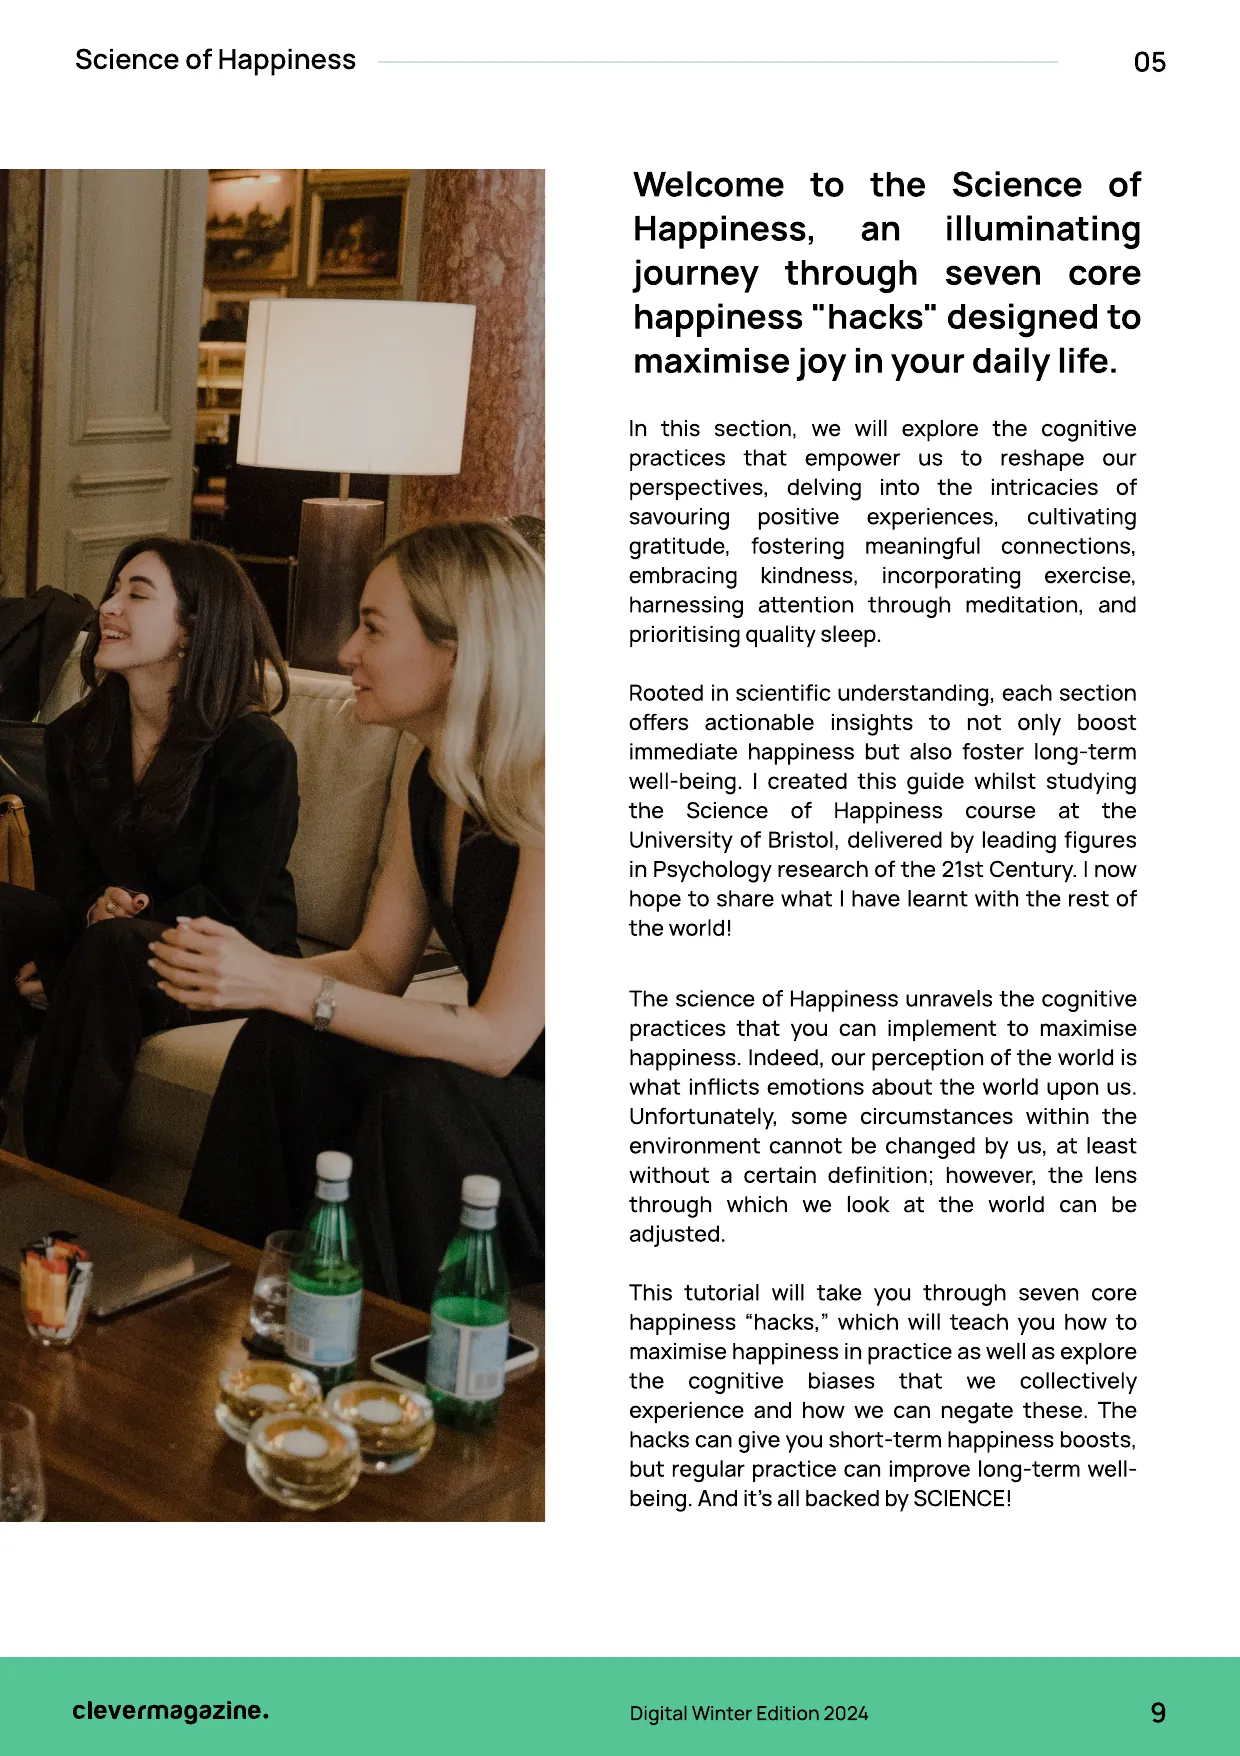 Science of Happiness
05
Welcome to the Science of
Happiness, an illuminating
journey through seven core
happiness "hacks" designed to
maximise joy in your daily life.
In this section, we will explore the cognitive
practices that empower us to reshape our
perspectives, delving into the intricacies of
savouring positive experiences, cultivating
gratitude, fostering meaningful connections,
embracing kindness, incorporating exercise,
harnessing attention through meditation, and
prioritising quality sleep.
Rooted in scientific understanding, each section
offers actionable insights to not only boost
immediate happiness but also foster long-term
well-being. I created this guide whilst studying
the Science of Happiness course at the
University of Bristol, delivered by leading figures
in Psychology research of the 21st Century. I now
hope to share what I have learnt with the rest of
the world!
The science of Happiness unravels the cognitive
practices that you can implement to maximise
happiness. Indeed, our perception of the world is
what inflicts emotions about the world upon us.
Unfortunately, some circumstances within the
environment cannot be changed by us, at least
without a certain definition; however, the lens
through which we look at the world can be
adjusted.
This tutorial will take you through seven core
happiness “hacks,” which will teach you how to
maximise happiness in practice as well as explore
the cognitive biases that we collectively
experience and how we can negate these. The
hacks can give you short-term happiness boosts,
but regular practice can improve long-term well-
being. And it’s all backed by SCIENCE!
clevermagazine.
Digital Winter Edition 2024
9